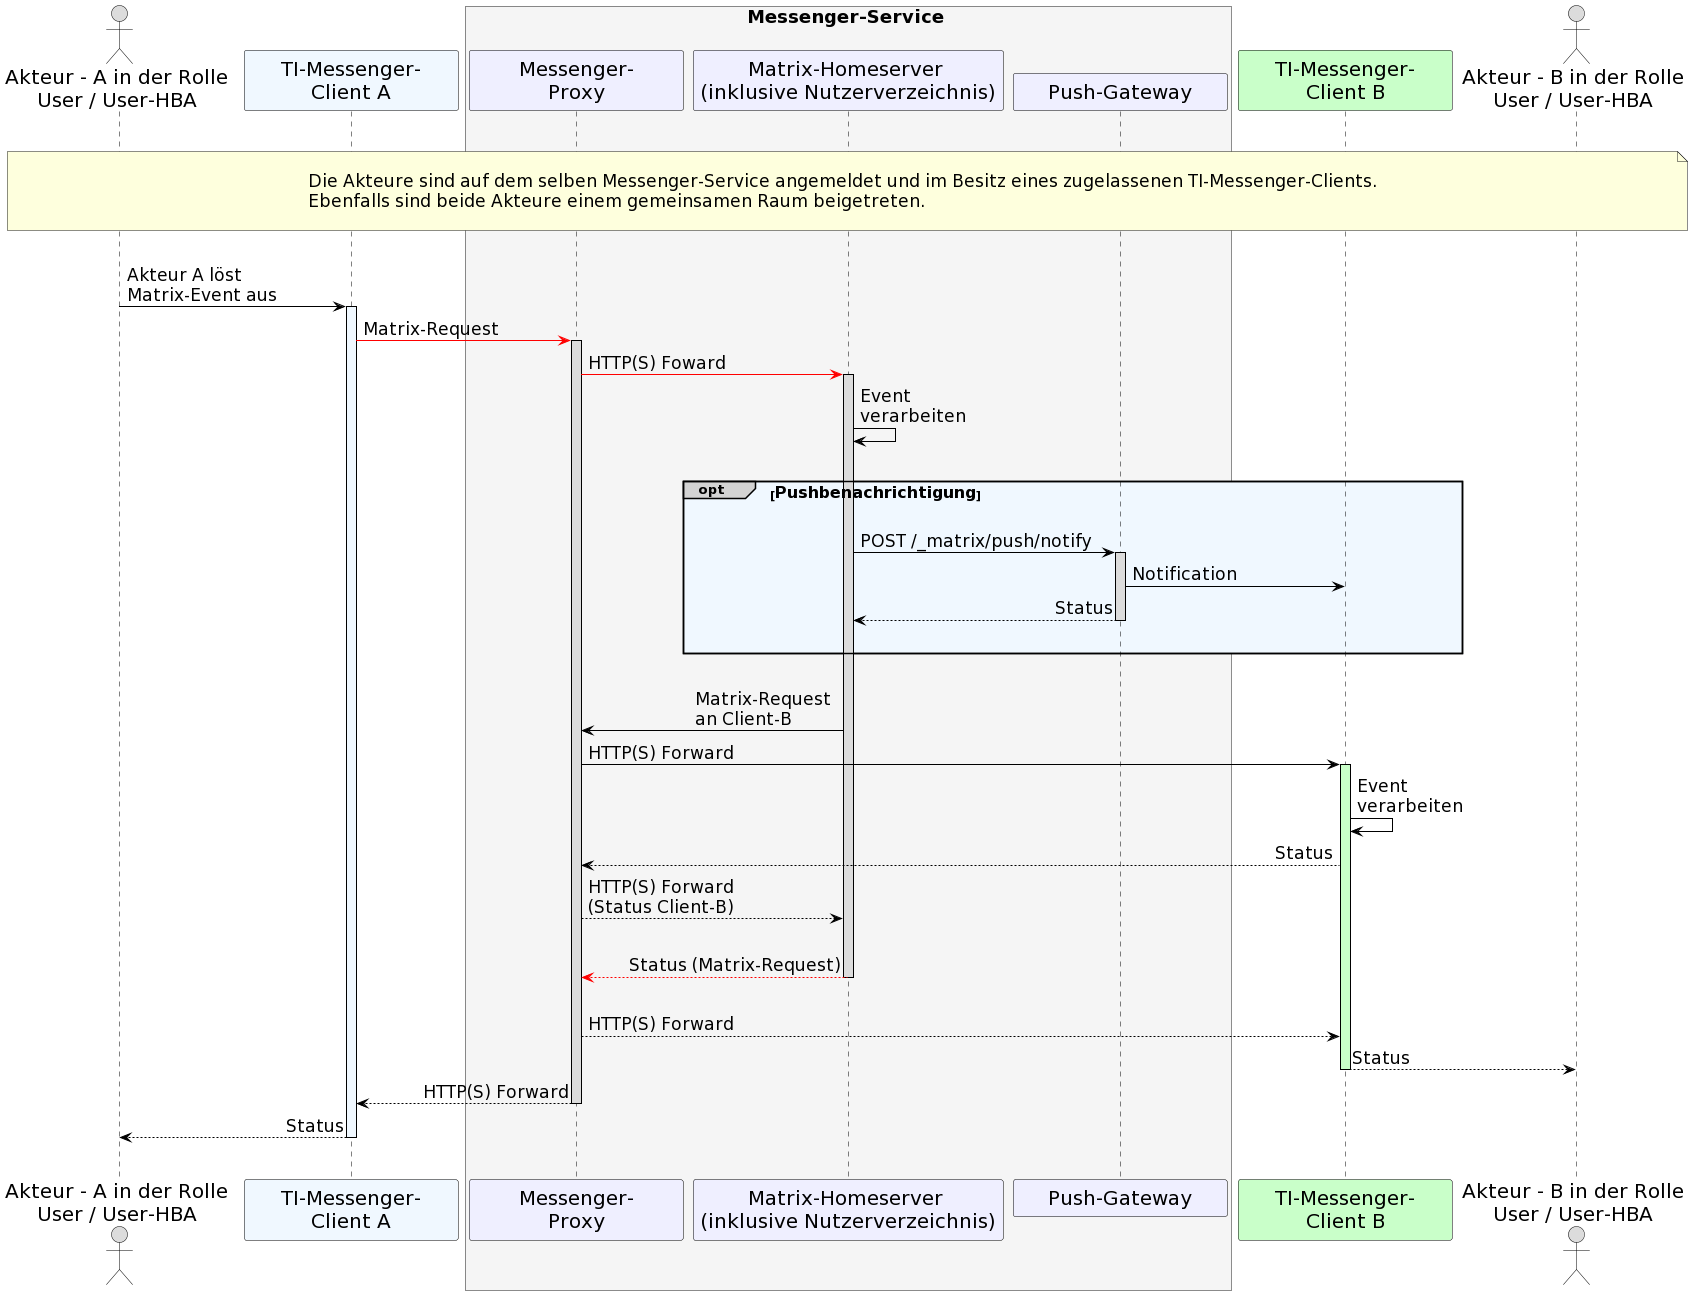 Messenger-Service
Akteur - A in der Rolle
User / User-HBA
TI-Messenger-
Client A
Messenger-
Proxy
Matrix-Homeserver
(inklusive Nutzerverzeichnis)
Push-Gateway
TI-Messenger-
Client B
Akteur - B in der Rolle
User / User-HBA
Die Akteure sind auf dem selben Messenger-Service angemeldet und im Besitz eines zugelassenen TI-Messenger-Clients.
Ebenfalls sind beide Akteure einem gemeinsamen Raum beigetreten.
Akteur A löst
Matrix-Event aus
Matrix-Request
HTTP(S) Foward
Event
verarbeiten
opt
[Pushbenachrichtigung]
POST /_matrix/push/notify
Notification
Status
Matrix-Request
an Client-B
HTTP(S) Forward
Event
verarbeiten
Status
HTTP(S) Forward
(Status Client-B)
Status (Matrix-Request)
HTTP(S) Forward
Status
HTTP(S) Forward
Status
Akteur - A in der Rolle
User / User-HBA
TI-Messenger-
Client A
Messenger-
Proxy
Matrix-Homeserver
(inklusive Nutzerverzeichnis)
Push-Gateway
TI-Messenger-
Client B
Akteur - B in der Rolle
User / User-HBA